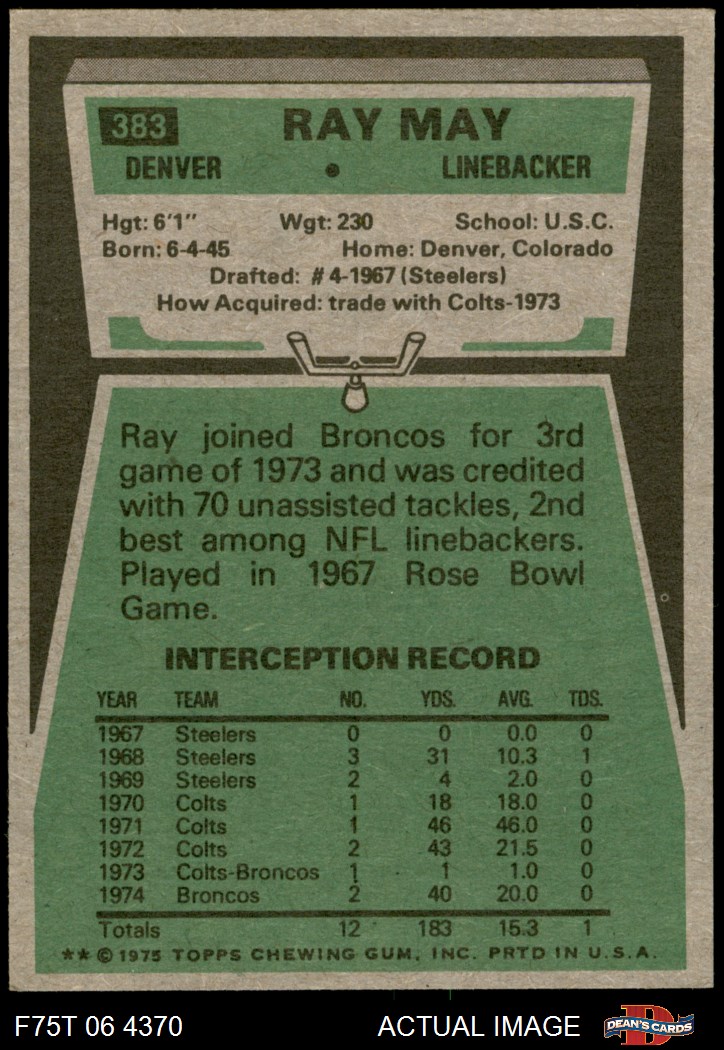 383 RAY MAY
DENVER • LINEBACKER
Hgt: 6'1" Wgt: 230 School: U.S.C.
Born: 6-4-45 Home: Denver, Colorado
Drafted: #4-1967 (Steelers)
How Acquired: trade with Colts-1973
Ray joined Broncos for 3rd
game of 1973 and was credited
with 70 unassisted tackles, 2nd
best among NFL linebackers.
Played in 1967 Rose Bowl
Game.
INTERCEPTION RECORD
YEAR TEAM NO. YDS. AVG. TDS.
1967 Steelers 0 0 0.0 0
1968 Steelers 3 31 10.3 1
1969 Steelers 2 4 2.0 0
1970 Colts 1 18 18.0 0
1971 Colts 1 46 46.0 0
1972 Colts 2 43 21.5 0
1973 Colts-Broncos 1 1 1.0 0
1974 Broncos 2 40 20.0 0
Totals 12 183 15.3 1
** © 1975 TOPPS CHEWING GUM, INC. PRTD IN U.S.A.
F75T 06 4370 ACTUAL IMAGE D DEAN'S CARDS